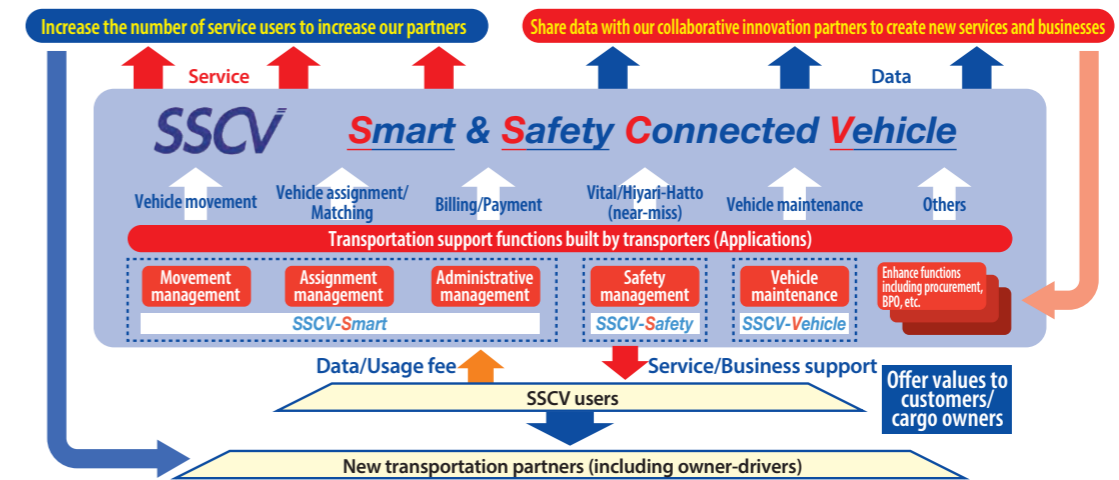 Increase the number of service users to increase our partners
Share data with our collaborative innovation partners to create new services and businesses
Service
Data
SSCV
Smart & Safety Connected Vehicle
Vehicle movement
Vehicle assignment/
Matching
Billing/Payment
Vital/Hiyari-Hatto
(near-miss)
Vehicle maintenance
Others
Transportation support functions built by transporters (Applications)
Movement
management
Assignment
management
Administrative
management
Safety
management
Vehicle
maintenance
Enhance functions
including procurement,
BPO, etc.
SSCV-Smart
SSCV-Safety
SSCV-Vehicle
Data/Usage fee
Service/Business support
Offer values to
customers/
cargo owners
SSCV users
New transportation partners (including owner-drivers)